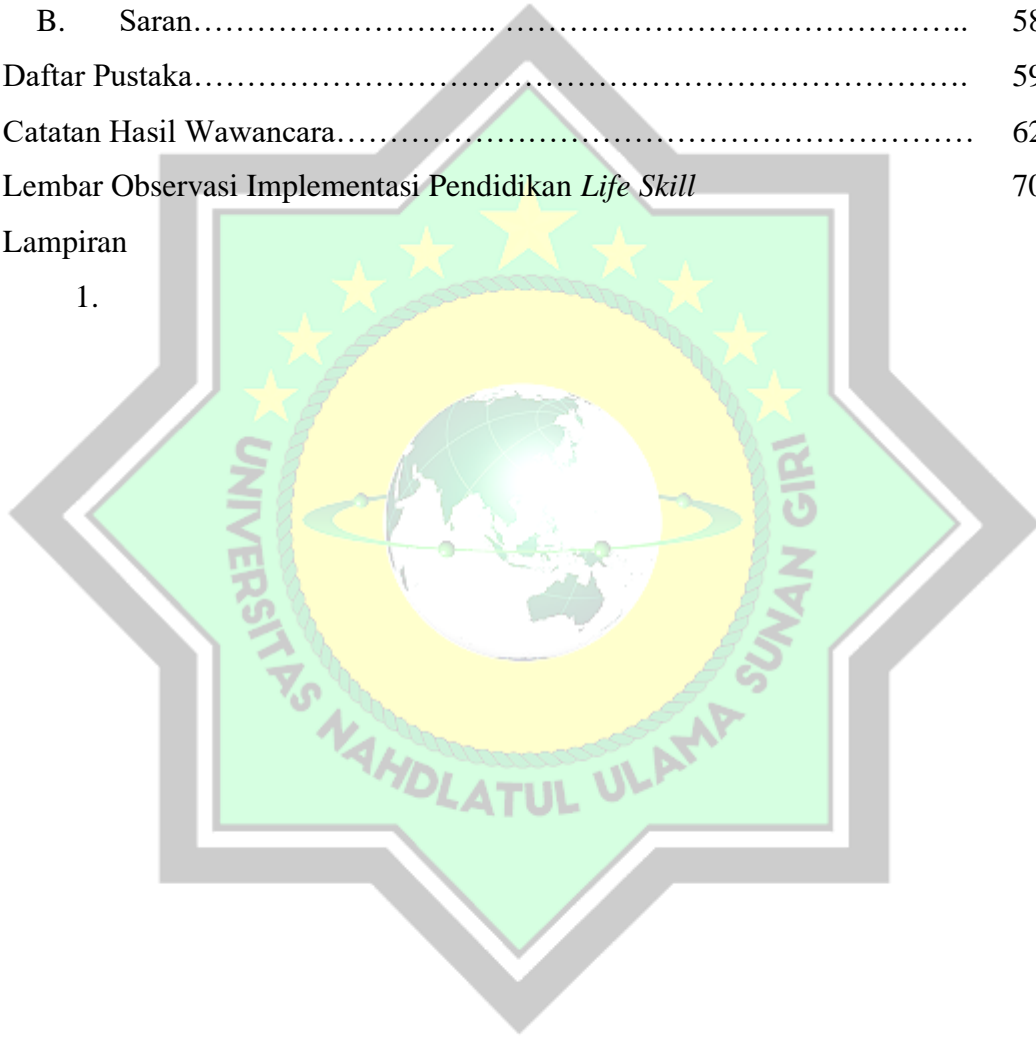 B. Saran……………………….. ………………………………….. 58
Daftar Pustaka…………………………………………………………. 59
Catatan Hasil Wawancara……………………………………………… 62
Lembar Observasi Implementasi Pendidikan Life Skill 70
Lampiran
1.
UNIVERSITAS NAHDLATUL ULAMA SUNAN GIRI